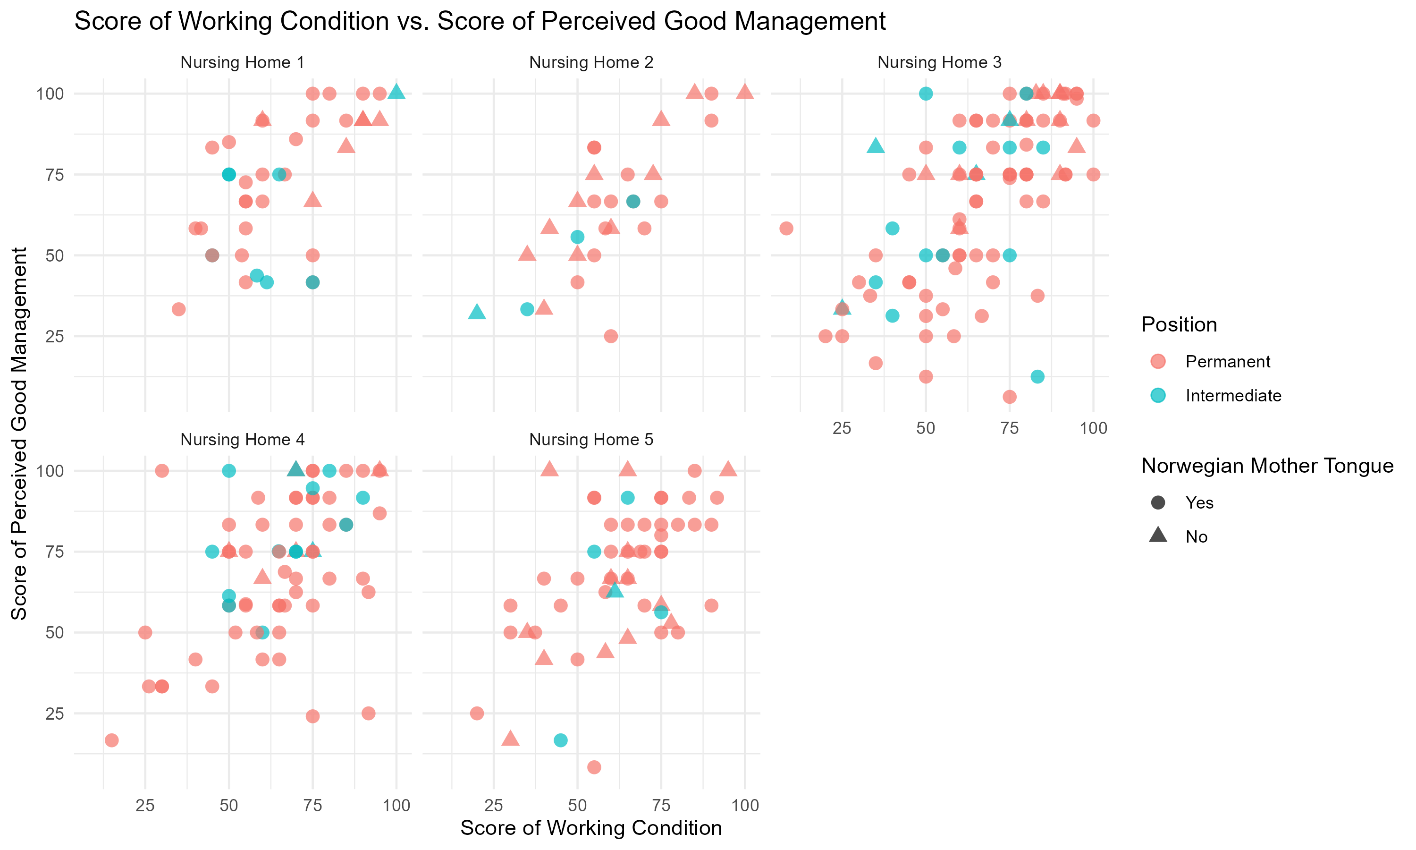 Score of Working Condition vs. Score of Perceived Good Management
Nursing Home 1
Nursing Home 2
Nursing Home 3
100
75
50
25
25
50
75
100
Nursing Home 4
Nursing Home 5
100
75
50
25
25
50
75
100
25
50
75
100
Score of Working Condition
Score of Perceived Good Management
Position
Permanent
Intermediate
Norwegian Mother Tongue
Yes
No